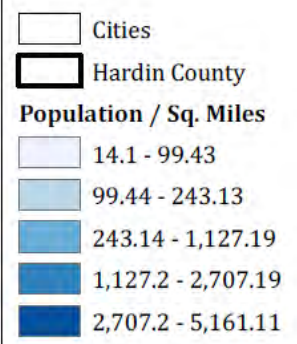 Cities
Hardin County
Population / Sq. Miles
14.1 - 99.43
99.44 - 243.13
243.14 - 1,127.19
1,127.2 - 2,707.19
2,707.2 - 5,161.11